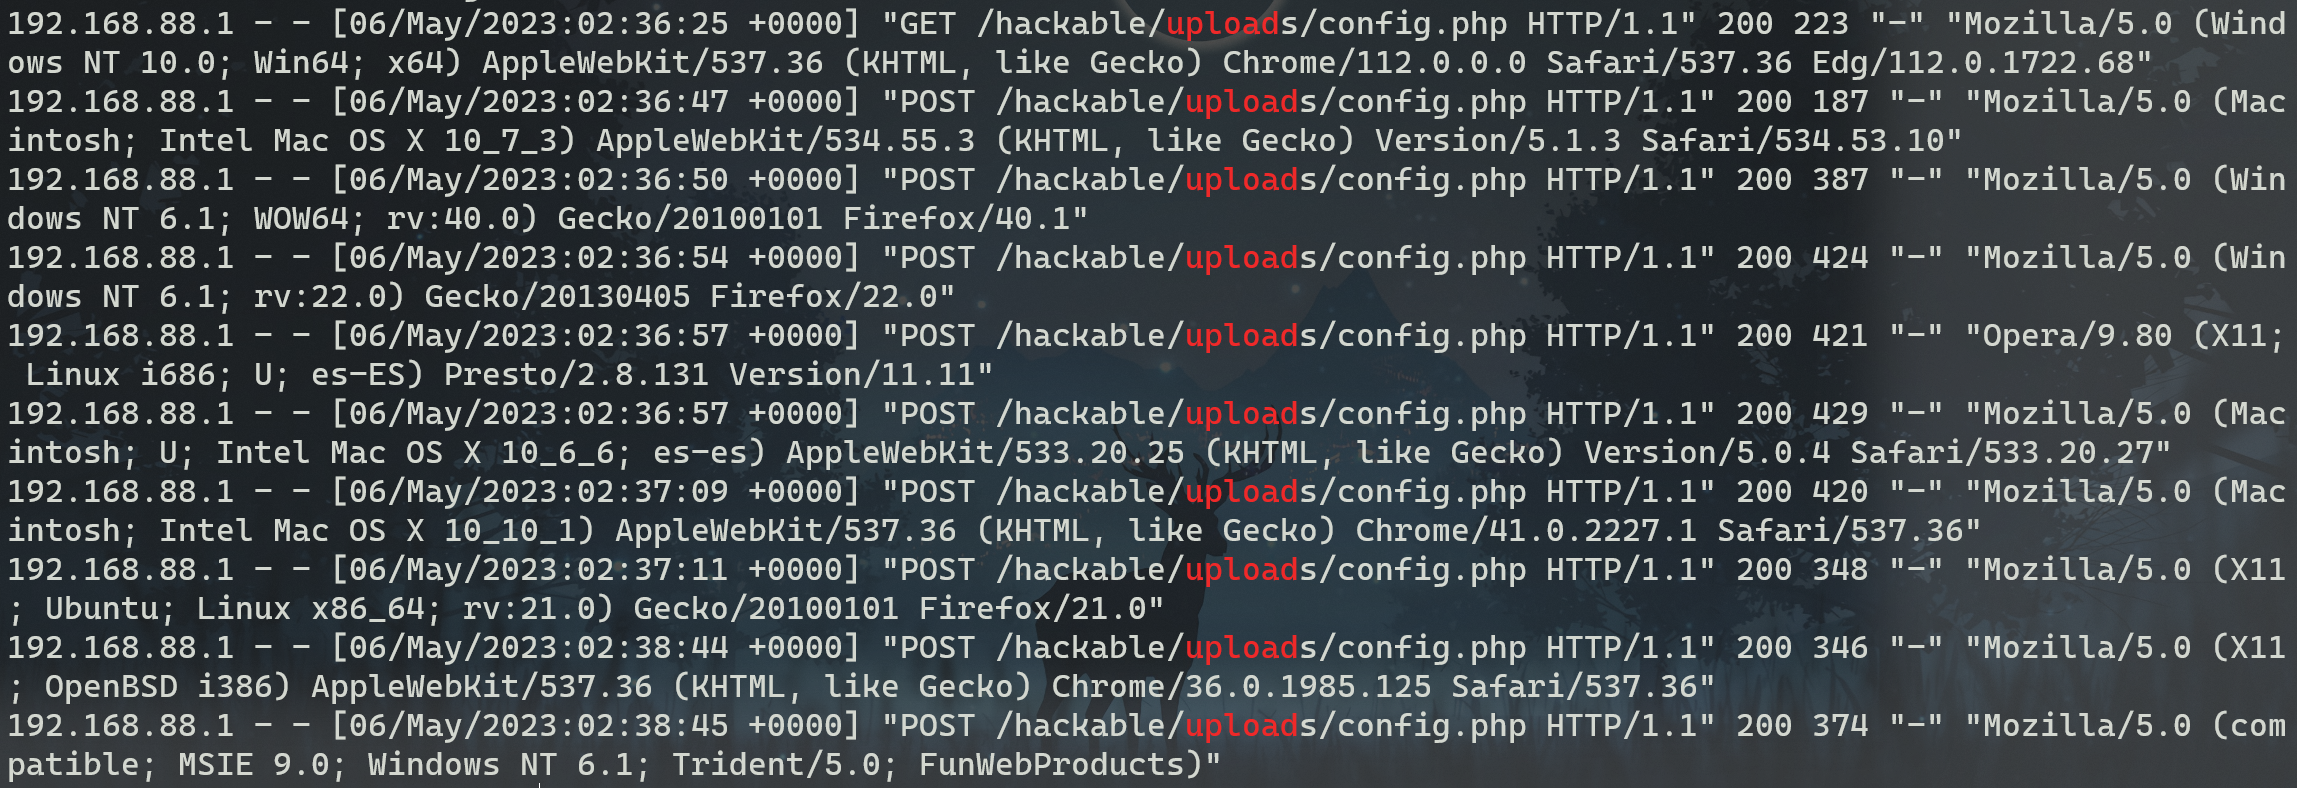 192.168.88.1 - - [06/May/2023:02:36:25 +0000] "GET /hackable/uploads/config.php HTTP/1.1" 200 223 "-" "Mozilla/5.0 (Wind
ows NT 10.0; Win64; x64) AppleWebKit/537.36 (KHTML, like Gecko) Chrome/112.0.0.0 Safari/537.36 Edg/112.0.1722.68"
192.168.88.1 - - [06/May/2023:02:36:47 +0000] "POST /hackable/uploads/config.php HTTP/1.1" 200 187 "-" "Mozilla/5.0 (Mac
intosh; Intel Mac OS X 10_7_3) AppleWebKit/534.55.3 (KHTML, like Gecko) Version/5.1.3 Safari/534.53.10"
192.168.88.1 - - [06/May/2023:02:36:50 +0000] "POST /hackable/uploads/config.php HTTP/1.1" 200 387 "-" "Mozilla/5.0 (Win
dows NT 6.1; WOW64; rv:40.0) Gecko/20100101 Firefox/40.1"
192.168.88.1 - - [06/May/2023:02:36:54 +0000] "POST /hackable/uploads/config.php HTTP/1.1" 200 424 "-" "Mozilla/5.0 (Win
dows NT 6.1; rv:22.0) Gecko/20130405 Firefox/22.0"
192.168.88.1 - - [06/May/2023:02:36:57 +0000] "POST /hackable/uploads/config.php HTTP/1.1" 200 421 "-" "Opera/9.80 (X11;
 Linux i686; U; es-ES) Presto/2.8.131 Version/11.11"
192.168.88.1 - - [06/May/2023:02:36:57 +0000] "POST /hackable/uploads/config.php HTTP/1.1" 200 429 "-" "Mozilla/5.0 (Mac
intosh; U; Intel Mac OS X 10_6_6; es-es) AppleWebKit/533.20.25 (KHTML, like Gecko) Version/5.0.4 Safari/533.20.27"
192.168.88.1 - - [06/May/2023:02:37:09 +0000] "POST /hackable/uploads/config.php HTTP/1.1" 200 420 "-" "Mozilla/5.0 (Mac
intosh; Intel Mac OS X 10_10_1) AppleWebKit/537.36 (KHTML, like Gecko) Chrome/41.0.2227.1 Safari/537.36"
192.168.88.1 - - [06/May/2023:02:37:11 +0000] "POST /hackable/uploads/config.php HTTP/1.1" 200 348 "-" "Mozilla/5.0 (X11
; Ubuntu; Linux x86_64; rv:21.0) Gecko/20100101 Firefox/21.0"
192.168.88.1 - - [06/May/2023:02:38:44 +0000] "POST /hackable/uploads/config.php HTTP/1.1" 200 346 "-" "Mozilla/5.0 (X11
; OpenBSD i386) AppleWebKit/537.36 (KHTML, like Gecko) Chrome/36.0.1985.125 Safari/537.36"
192.168.88.1 - - [06/May/2023:02:38:45 +0000] "POST /hackable/uploads/config.php HTTP/1.1" 200 374 "-" "Mozilla/5.0 (com
patible; MSIE 9.0; Windows NT 6.1; Trident/5.0; FunWebProducts)"